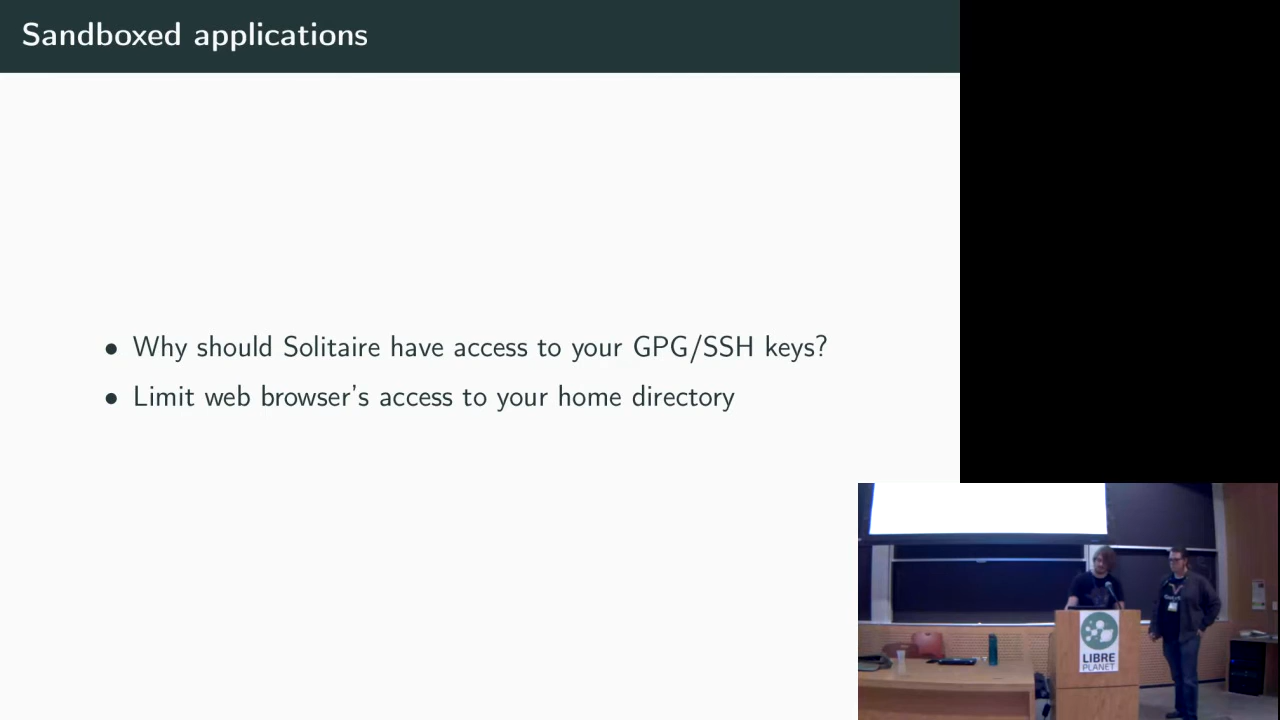 Sandboxed applications
• Why should Solitaire have access to your GPG/SSH keys?
• Limit web browser's access to your home directory
LIBRE
PLANET